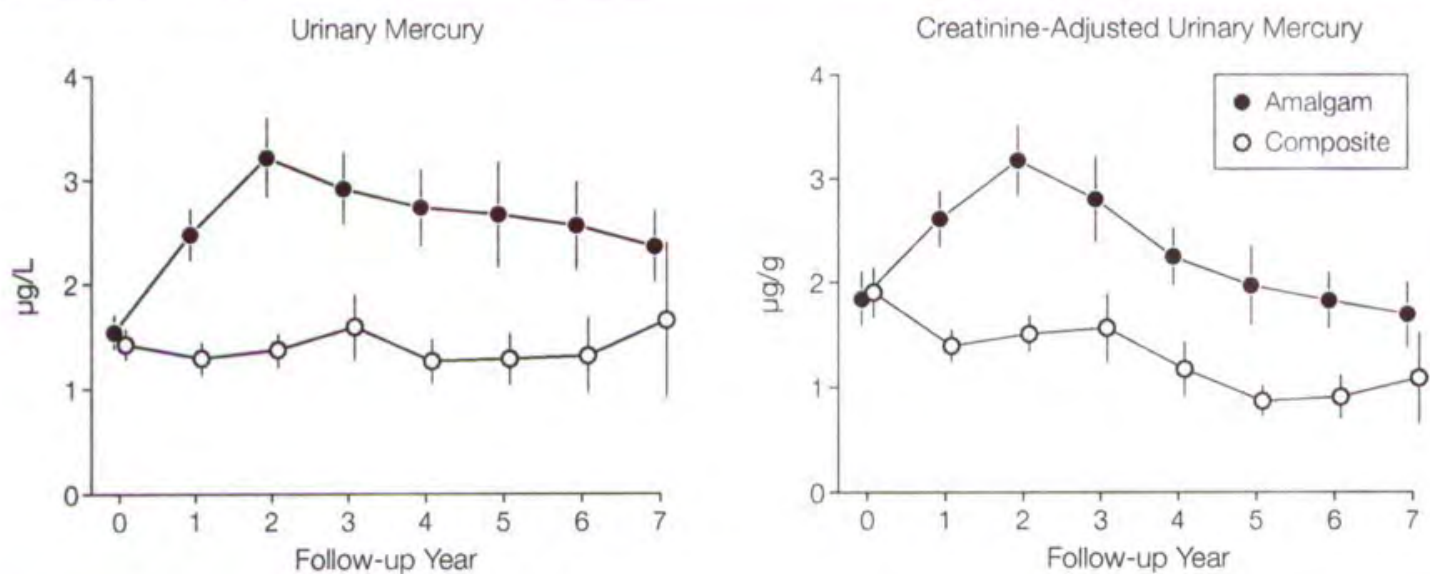 Urinary Mercury
4
3
2
1
0
µg/L
0 1 2 3 4 5 6 7
Follow-up Year
Creatinine-Adjusted Urinary Mercury
4
3
2
1
0
µg/g
0 1 2 3 4 5 6 7
Follow-up Year
Amalgam
Composite